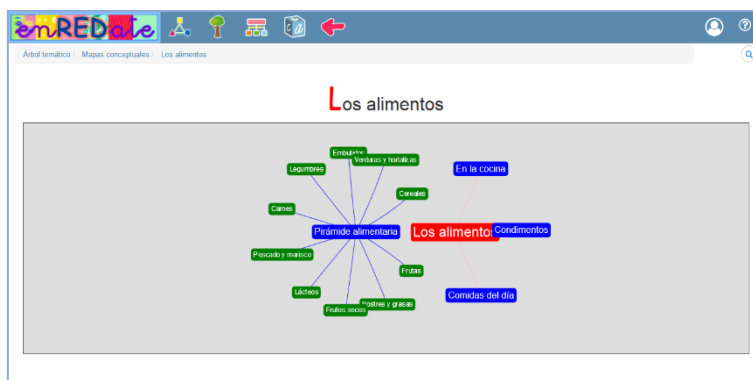 enREDate
Árbol temático / Mapas conceptuales / Los alimentos
Los alimentos
Embutidos
Verduras y hortalizas
Legumbres
En la cocina
Cereales
Carnes
Pirámide alimentaria
Los alimentos
Condimentos
Pescado y marisco
Frutas
Lácteos
Comidas del día
Frutos secos
Postres y grasas